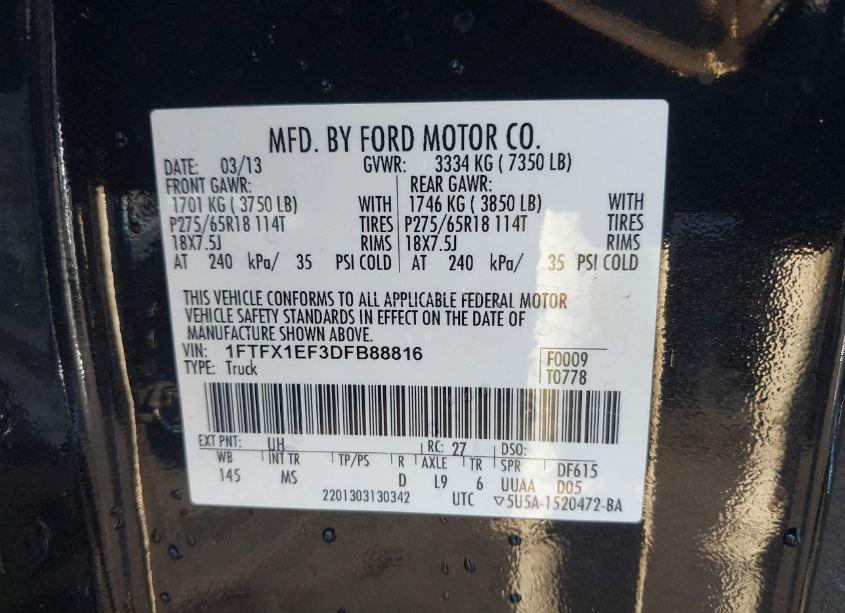 MFD. BY FORD MOTOR CO.
DATE: 03/13 GVWR: 3334 KG ( 7350 LB)
FRONT GAWR: REAR GAWR:
1701 KG ( 3750 LB) WITH 1746 KG ( 3850 LB) WITH
P275/65R18 114T TIRES P275/65R18 114T TIRES
18X7.5J RIMS 18X7.5J RIMS
AT 240 kPa/ 35 PSI COLD AT 240 kPa/ 35 PSI COLD
THIS VEHICLE CONFORMS TO ALL APPLICABLE FEDERAL MOTOR
VEHICLE SAFETY STANDARDS IN EFFECT ON THE DATE OF
MANUFACTURE SHOWN ABOVE.
VIN: 1FTFX1EF3DFB88816 F0009
TYPE: Truck T0778
EXT PNT: UH RC: 27 DSO:
WB INT TR TP/PS R AXLE TR SPR DF615
145 MS D L9 6 UUAA D05
2201303130342 UTC ▽5U5A-1520472-BA